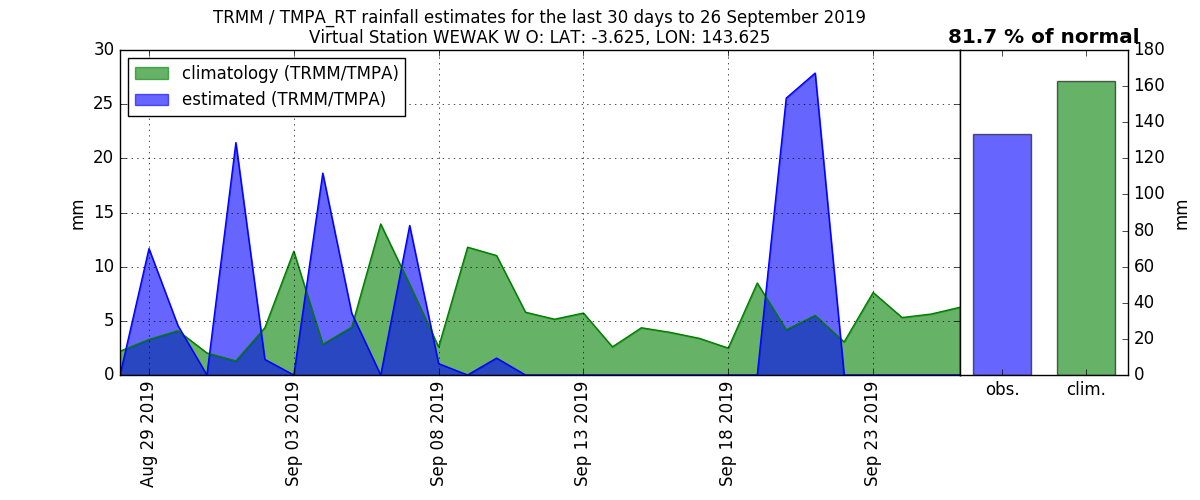 TRMM / TMPA_RT rainfall estimates for the last 30 days to 26 September 2019
Virtual Station WEWAK W O: LAT: -3.625, LON: 143.625
81.7 % of normal
climatology (TRMM/TMPA)
estimated (TRMM/TMPA)
30
25
20
15
10
5
0
mm
Aug 29 2019
Sep 03 2019
Sep 08 2019
Sep 13 2019
Sep 18 2019
Sep 23 2019
180
160
140
120
100
80
60
40
20
0
mm
obs.
clim.